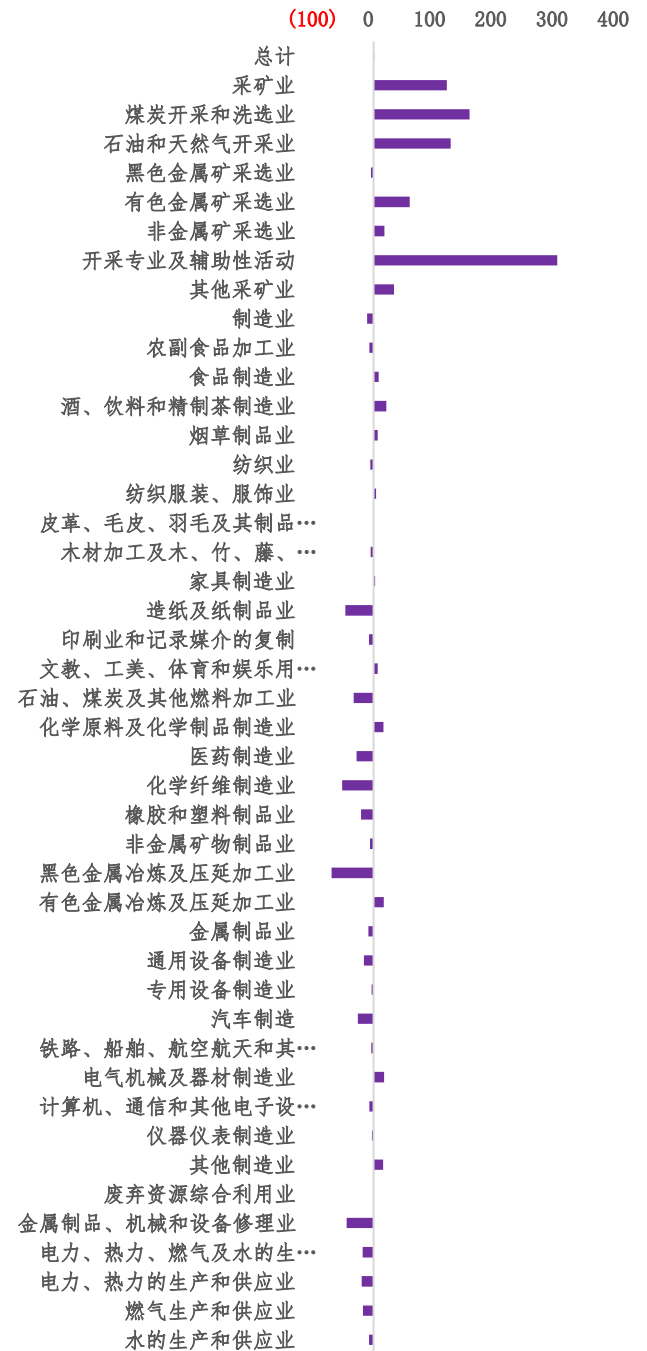 (100) 0 100 200 300 400
总计
采矿业
煤炭开采和洗选业
石油和天然气开采业
黑色金属矿采选业
有色金属矿采选业
非金属矿采选业
开采专业及辅助性活动
其他采矿业
制造业
农副食品加工业
食品制造业
酒、饮料和精制茶制造业
烟草制品业
纺织业
纺织服装、服饰业
皮革、毛皮、羽毛及其制品…
木材加工及木、竹、藤、…
家具制造业
造纸及纸制品业
印刷业和记录媒介的复制
文教、工美、体育和娱乐用…
石油、煤炭及其他燃料加工业
化学原料及化学制品制造业
医药制造业
化学纤维制造业
橡胶和塑料制品业
非金属矿物制品业
黑色金属冶炼及压延加工业
有色金属冶炼及压延加工业
金属制品业
通用设备制造业
专用设备制造业
汽车制造
铁路、船舶、航空航天和其…
电气机械及器材制造业
计算机、通信和其他电子设…
仪器仪表制造业
其他制造业
废弃资源综合利用业
金属制品、机械和设备修理业
电力、热力、燃气及水的生…
电力、热力的生产和供应业
燃气生产和供应业
水的生产和供应业